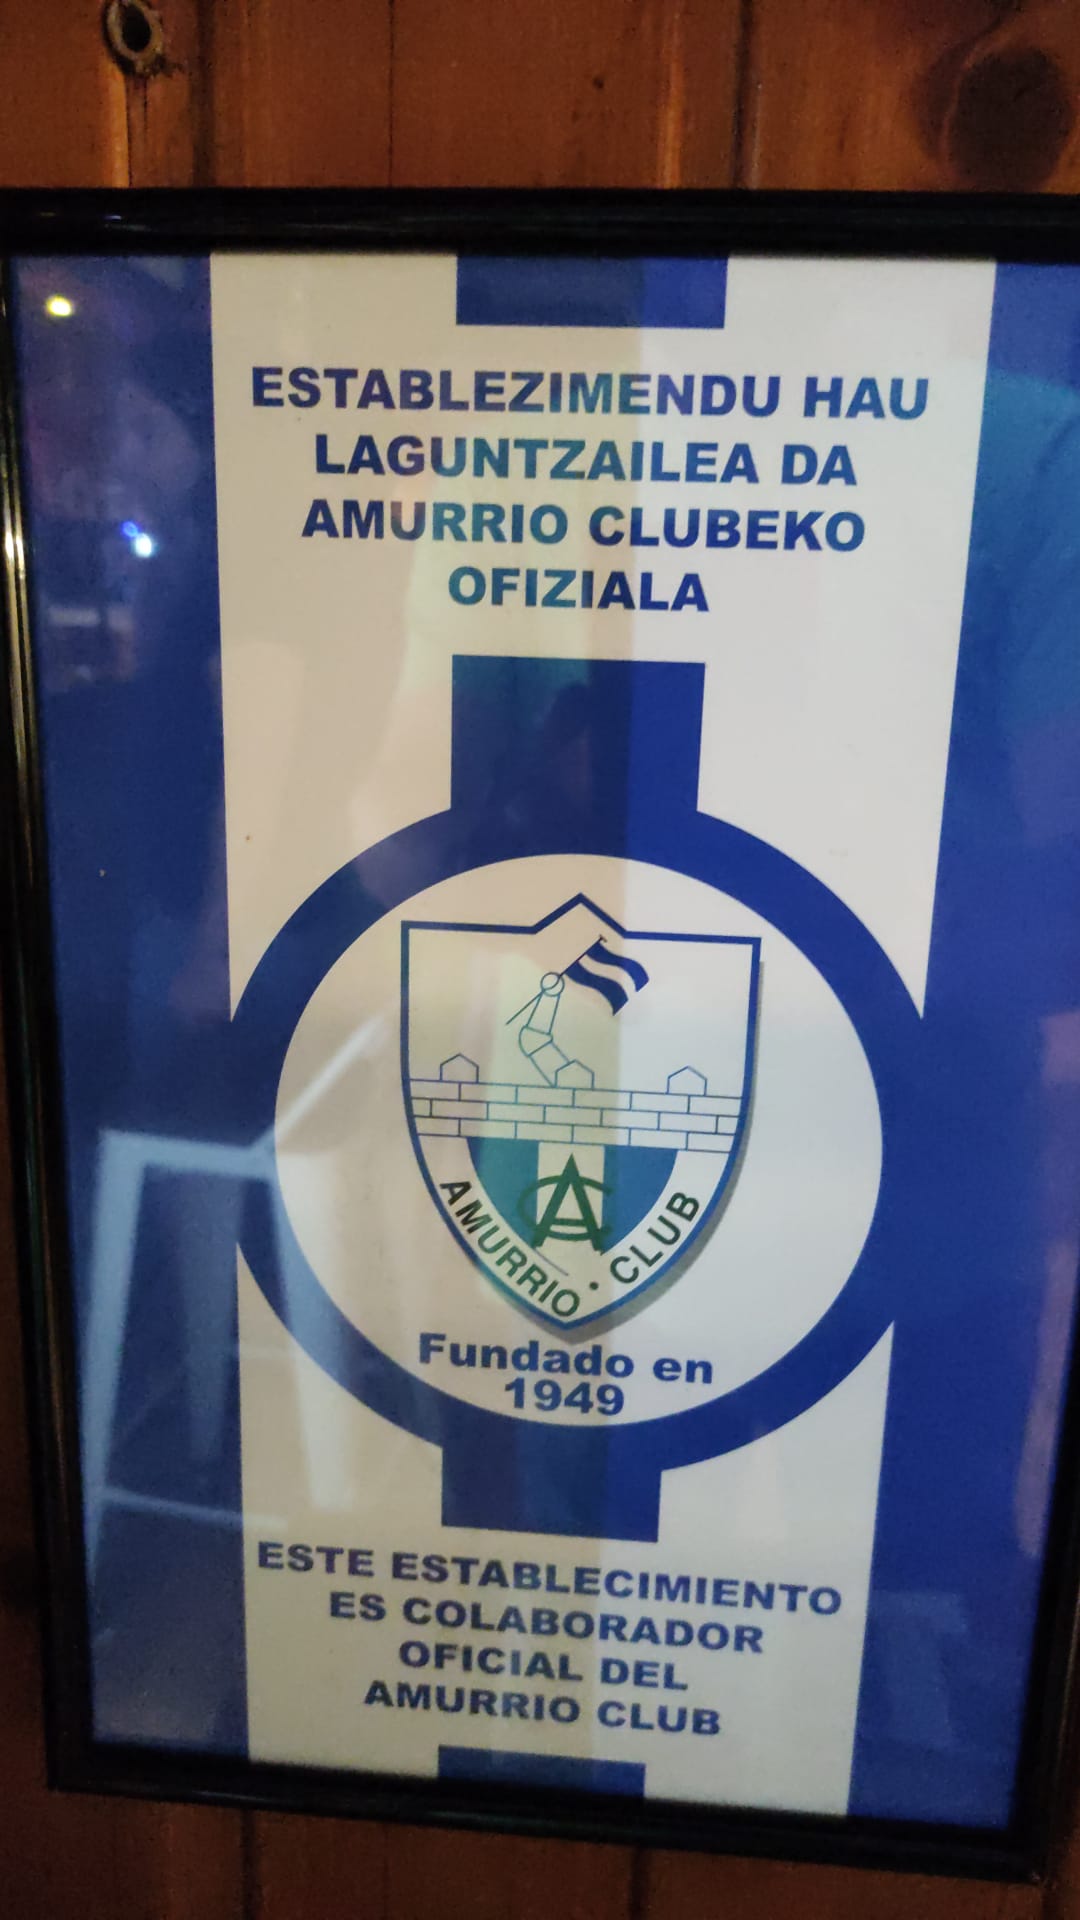 ESTABLEZIMENDU HAU
LAGUNTZAILEA DA
AMURRIO CLUBEKO
OFIZIALA
AC
AMURRIO · CLUB
Fundado en
1949
ESTE ESTABLECIMIENTO
ES COLABORADOR
OFICIAL DEL
AMURRIO CLUB